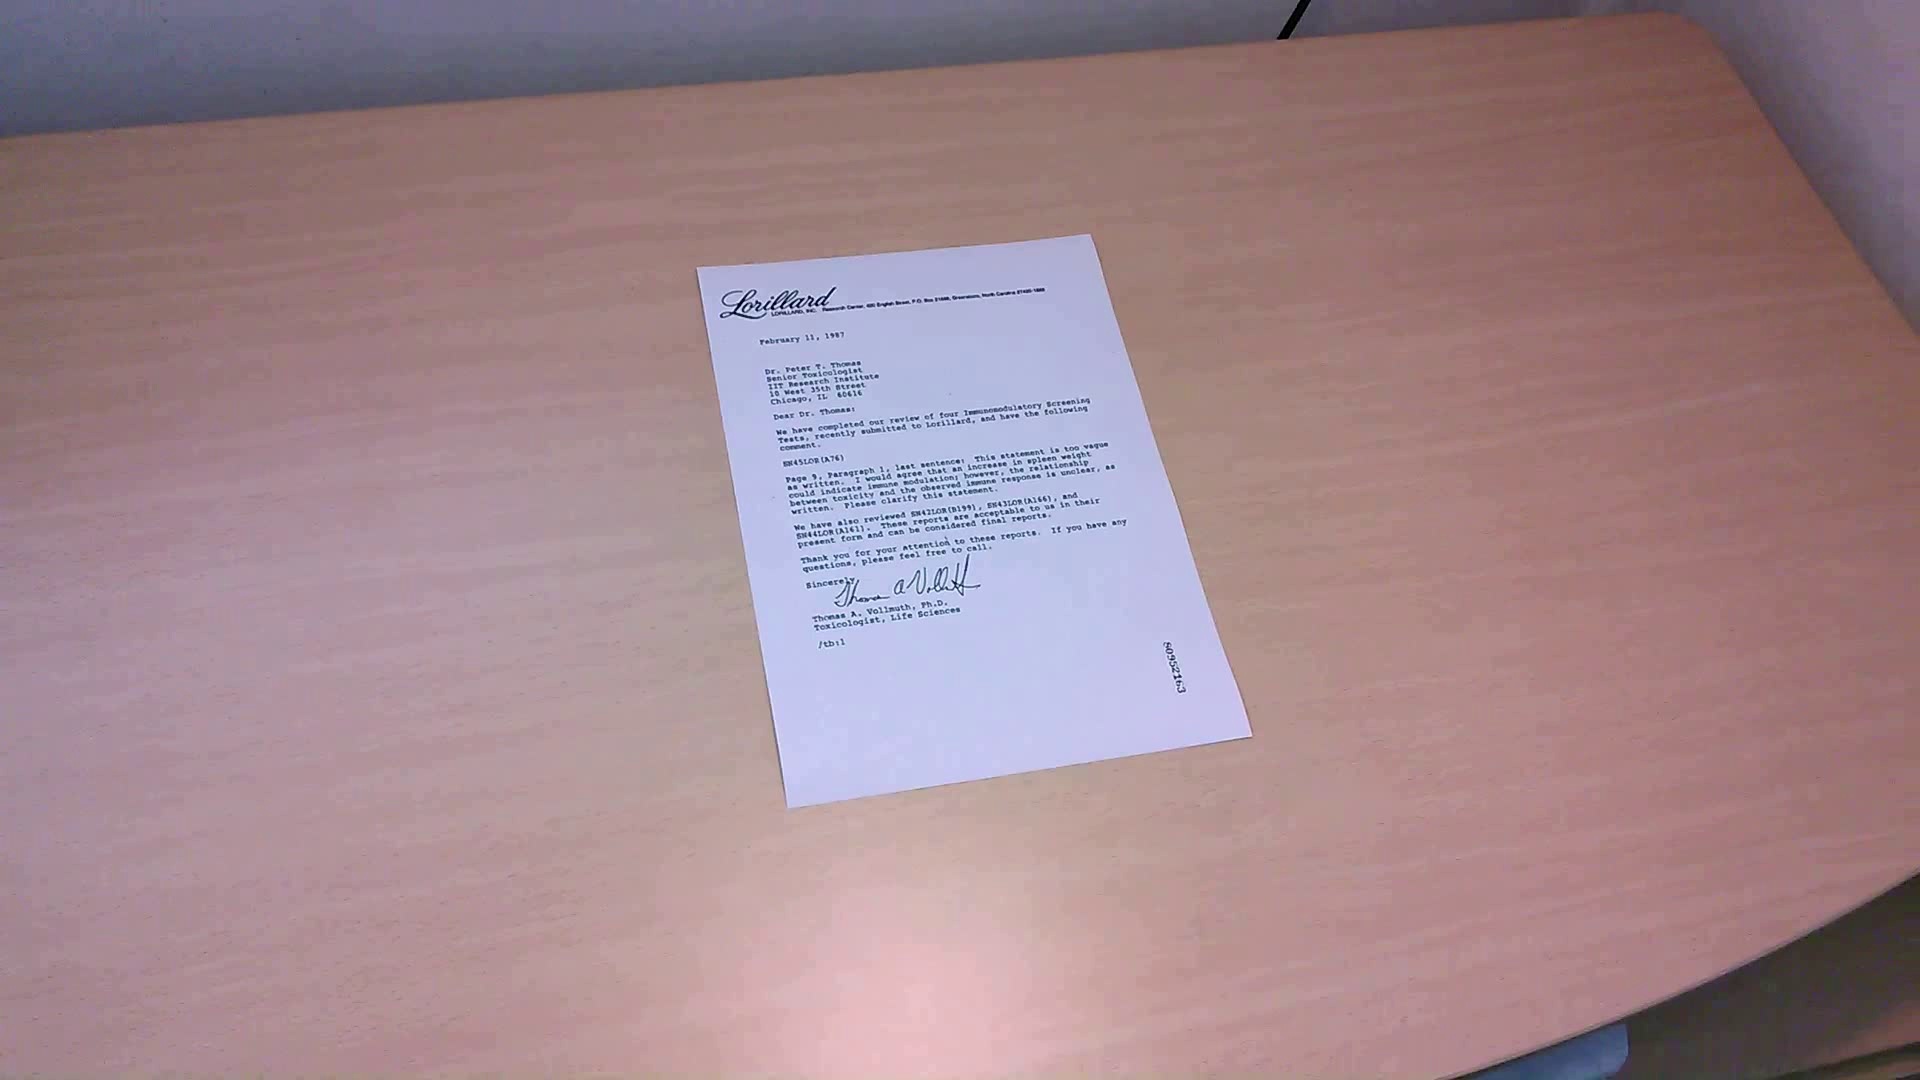 Lorillard
LORILLARD, INC. Research Center, 420 English Street, P.O. Box 21688, Greensboro, North Carolina 27420-1688
February 11, 1987
Dr. Peter T. Thomas
Senior Toxicologist
IIT Research Institute
10 West 35th Street
Chicago, IL 60616
Dear Dr. Thomas:
We have completed our review of four Immunomodulatory Screening
Tests, recently submitted to Lorillard, and have the following
comment.
SN45LOR(A76)
Page 9, Paragraph 1, last sentence: This statement is too vague
as written. I would agree that an increase in spleen weight
could indicate immune modulation; however, the relationship
between toxicity and the observed immune response is unclear, as
written. Please clarify this statement.
We have also reviewed SN42LOR(B199), SN43LOR(A166), and
SN44LOR(A161). These reports are acceptable to us in their
present form and can be considered final reports.
Thank you for your attention to these reports. If you have any
questions, please feel free to call.
Sincerely,
Thomas A Vollmuth
Thomas A. Vollmuth, Ph.D.
Toxicologist, Life Sciences
/tb:l
80952163